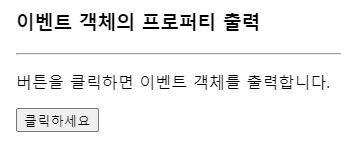 이벤트 객체의 프로퍼티 출력
버튼을 클릭하면 이벤트 객체를 출력합니다.
클릭하세요